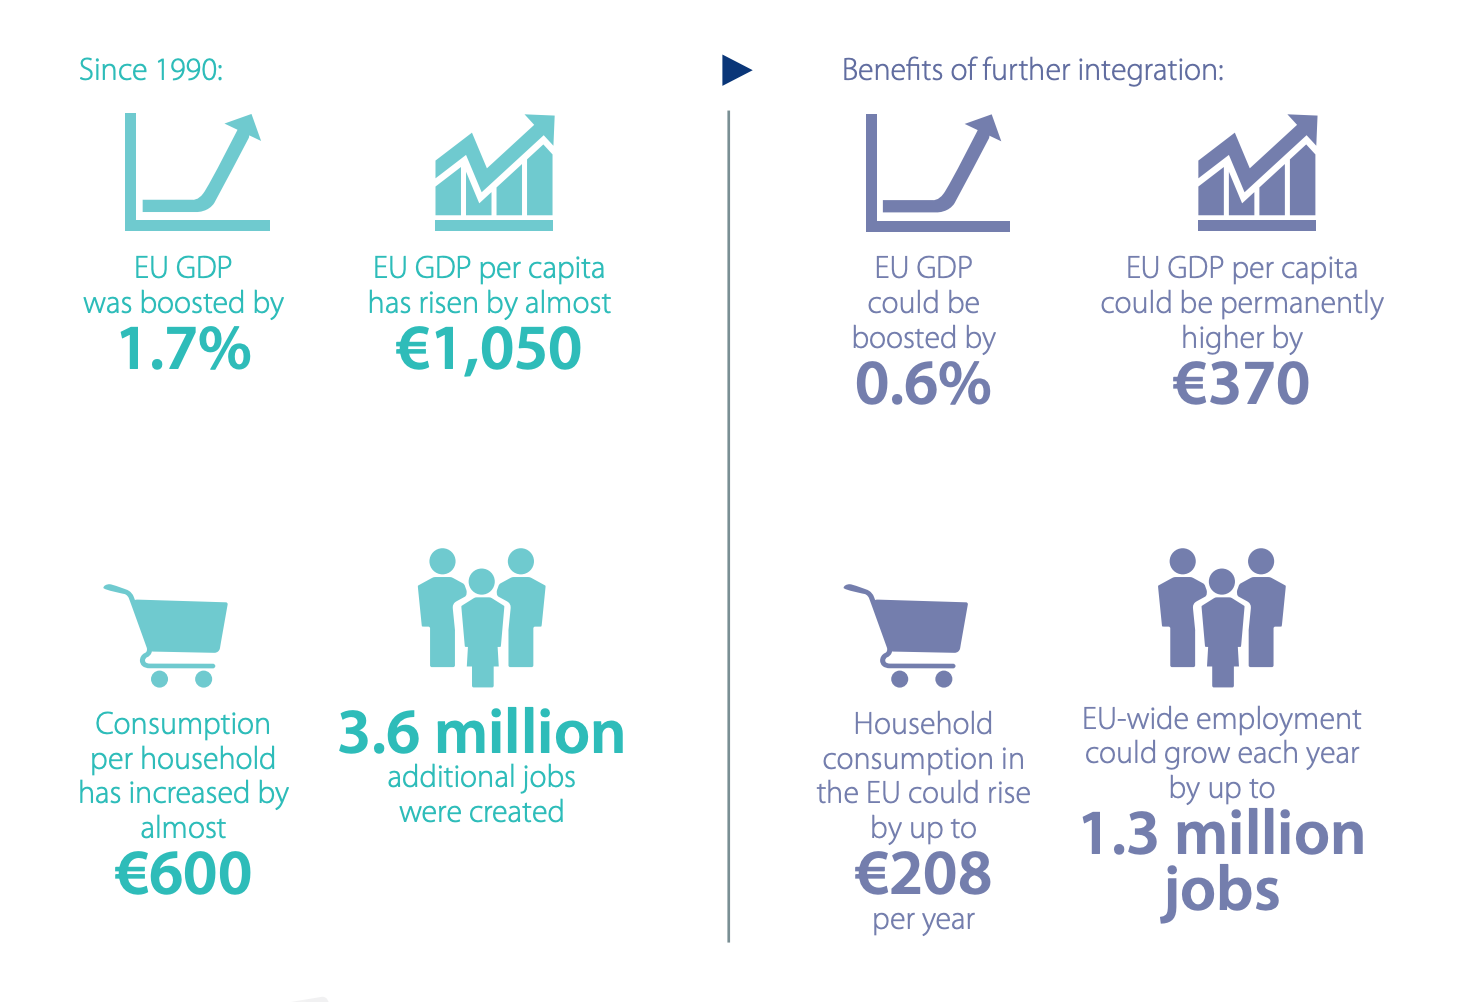 Since 1990:
EU GDP
was boosted by
1.7%
EU GDP per capita
has risen by almost
€1,050
Consumption
per household
has increased by
almost
€600
3.6 million
additional jobs
were created
Benefits of further integration:
EU GDP
could be
boosted by
0.6%
EU GDP per capita
could be permanently
higher by
€370
Household
consumption in
the EU could rise
by up to
€208
per year
EU-wide employment
could grow each year
by up to
1.3 million
jobs